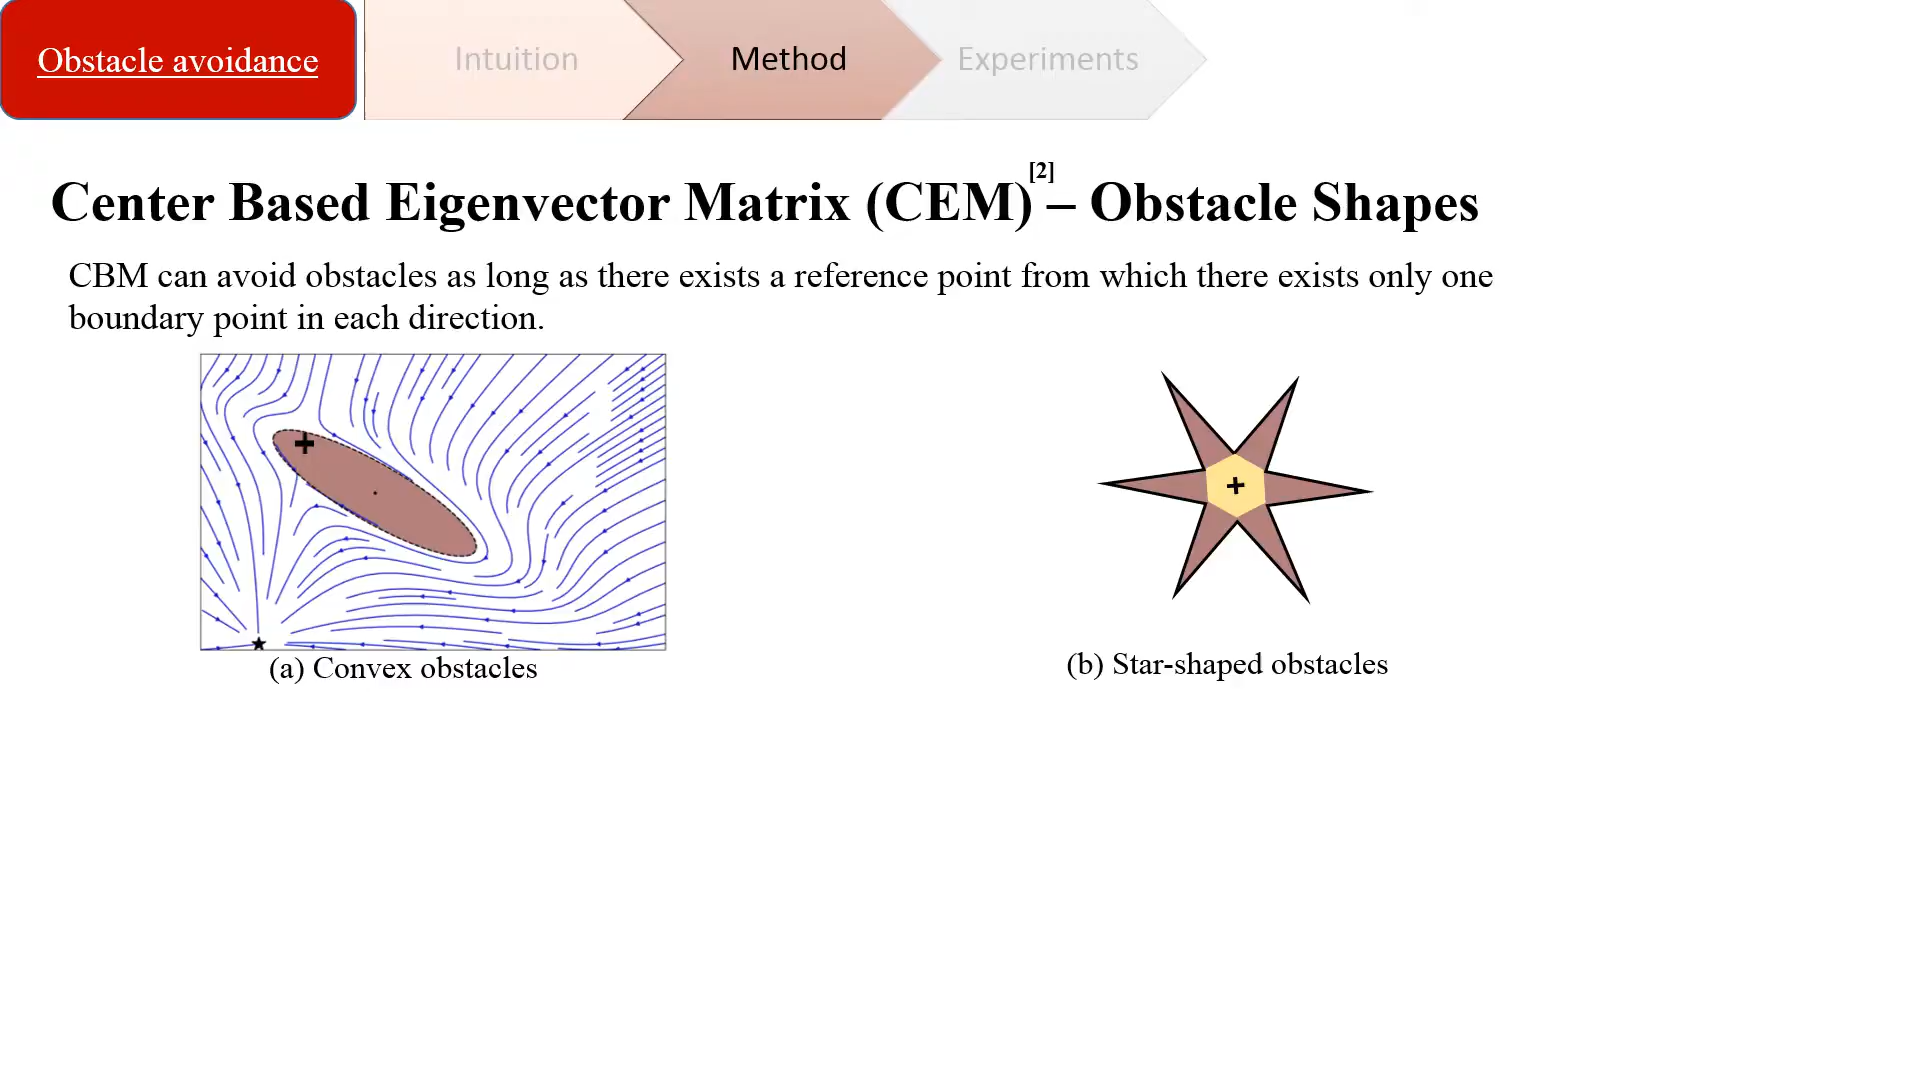 Obstacle avoidance
Intuition
Method
Experiments
Center Based Eigenvector Matrix (CEM)[2]– Obstacle Shapes
CBM can avoid obstacles as long as there exists a reference point from which there exists only one
boundary point in each direction.
(a) Convex obstacles
(b) Star-shaped obstacles